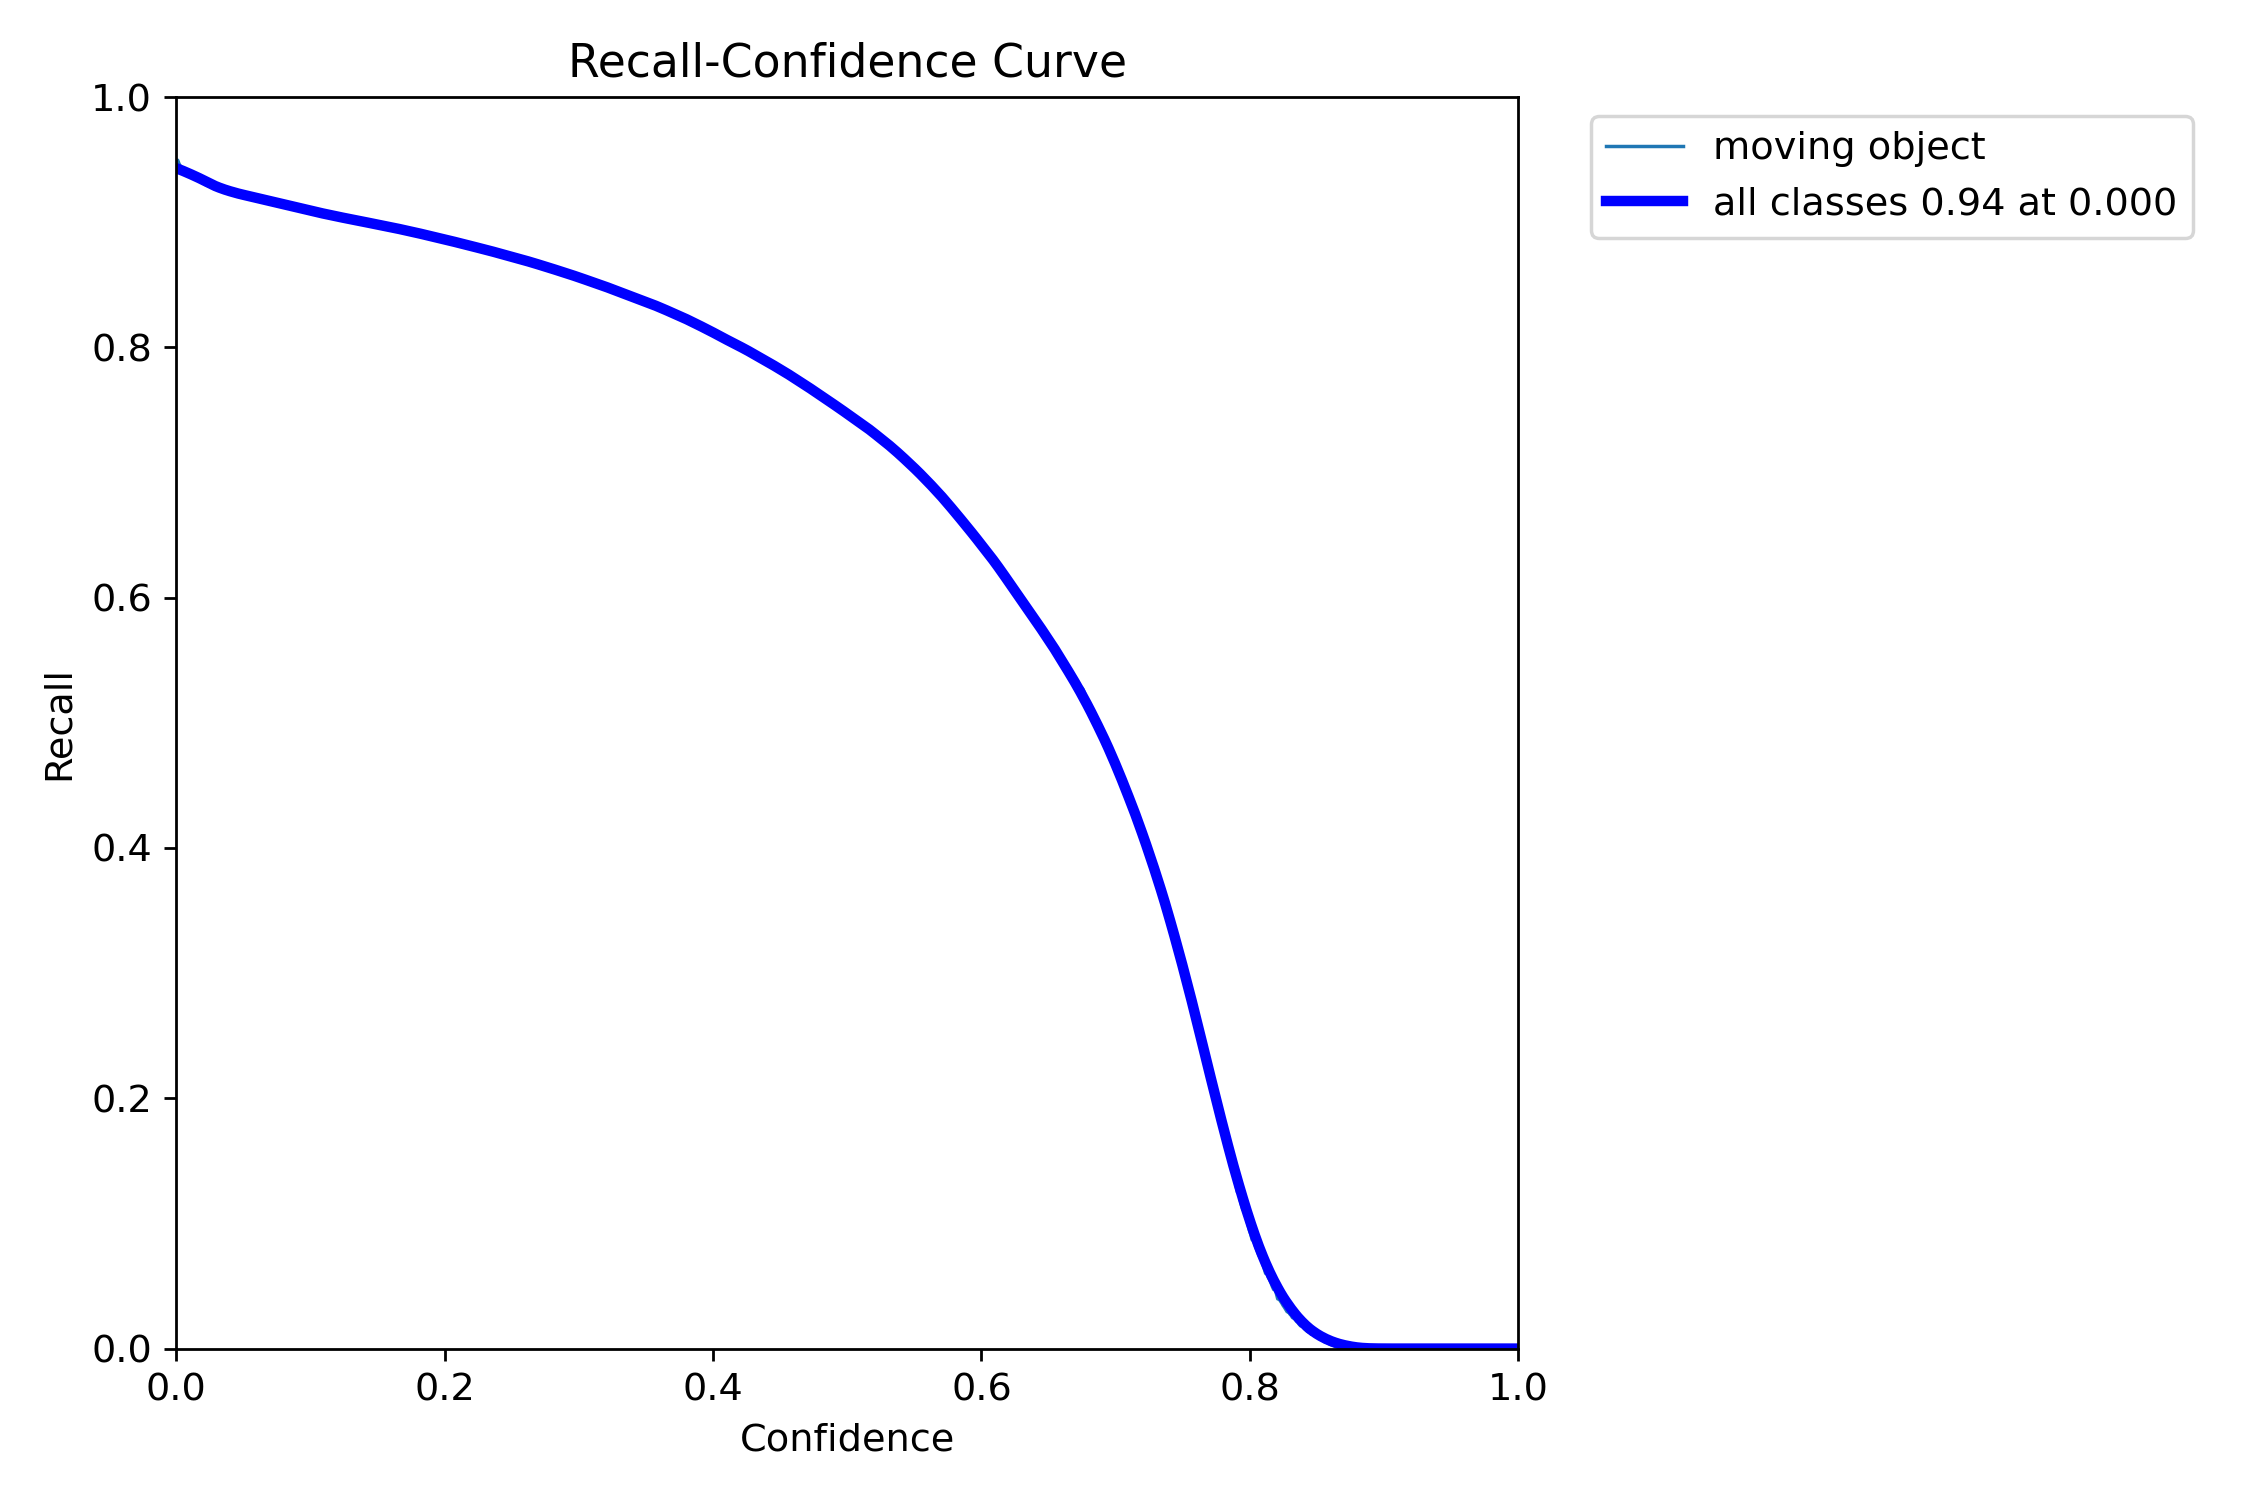 Recall-Confidence Curve
1.0
0.8
0.6
0.4
0.2
0.0
Recall
0.0 0.2 0.4 0.6 0.8 1.0
Confidence
moving object
all classes 0.94 at 0.000